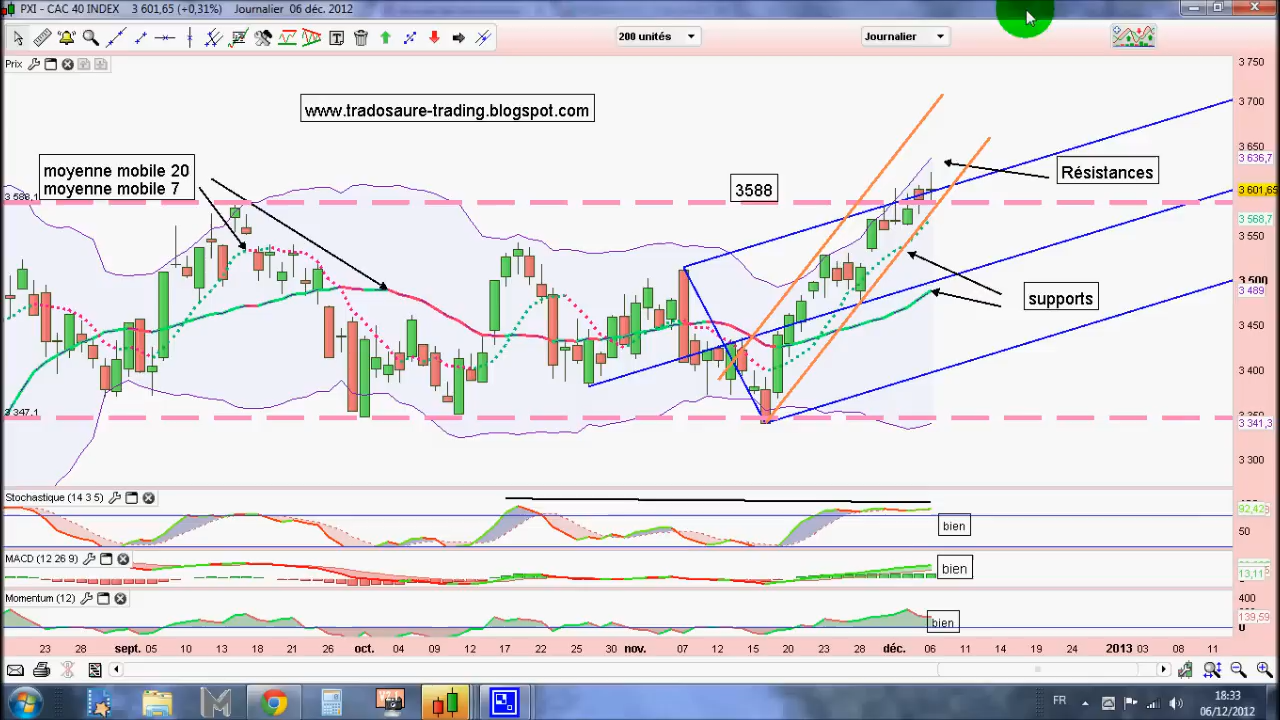 PXI - CAC 40 INDEX 3 601,65 (+0,31%) Journalier 06 déc. 2012
200 unités
Journalier
Prix
www.tradosaure-trading.blogspot.com
moyenne mobile 20
moyenne mobile 7
3588
Résistances
supports
3 347,1
3 750
3 700
3 650
3 636,7
3 601,65
3 568,7
3 550
3 500
3 489
3 450
3 400
3 350
3 341,3
3 300
Stochastique (14 3 5)
bien
92,42
50
MACD (12 26 9)
bien
13,11
Momentum (12)
bien
400
139,59
0
23 28 sept. 05 10 13 18 21 26 oct. 04 09 12 17 22 25 30 nov. 07 12 15 20 23 28 déc. 06 11 14 19 24 2013 03 08 11
FR
18:33
06/12/2012